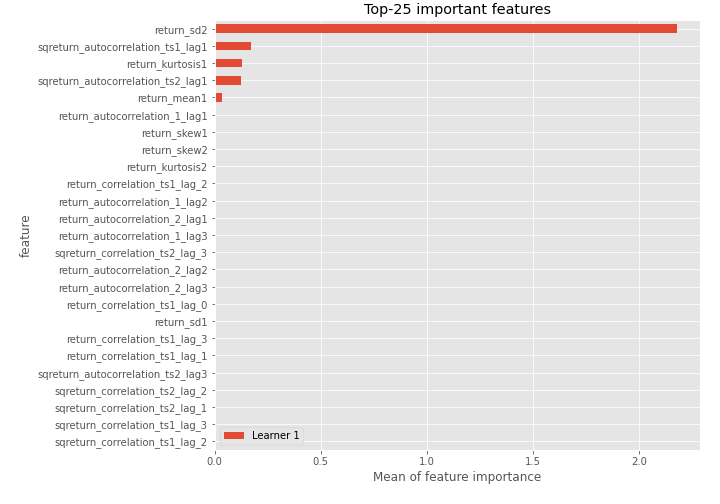 Top-25 important features
return_sd2
sqreturn_autocorrelation_ts1_lag1
return_kurtosis1
sqreturn_autocorrelation_ts2_lag1
return_mean1
return_autocorrelation_1_lag1
return_skew1
return_skew2
return_kurtosis2
return_correlation_ts1_lag_2
return_autocorrelation_1_lag2
return_autocorrelation_2_lag1
return_autocorrelation_1_lag3
sqreturn_correlation_ts2_lag_3
return_autocorrelation_2_lag2
return_autocorrelation_2_lag3
return_correlation_ts1_lag_0
return_sd1
return_correlation_ts1_lag_3
return_correlation_ts1_lag_1
sqreturn_autocorrelation_ts2_lag3
sqreturn_correlation_ts2_lag_2
sqreturn_correlation_ts2_lag_1
sqreturn_correlation_ts1_lag_3
sqreturn_correlation_ts1_lag_2
feature
Learner 1
0.0 0.5 1.0 1.5 2.0
Mean of feature importance